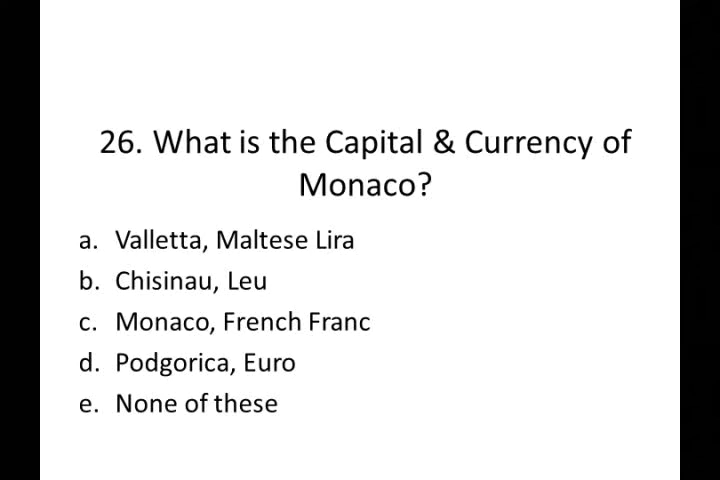 26. What is the Capital & Currency of
Monaco?
a. Valletta, Maltese Lira
b. Chisinau, Leu
c. Monaco, French Franc
d. Podgorica, Euro
e. None of these